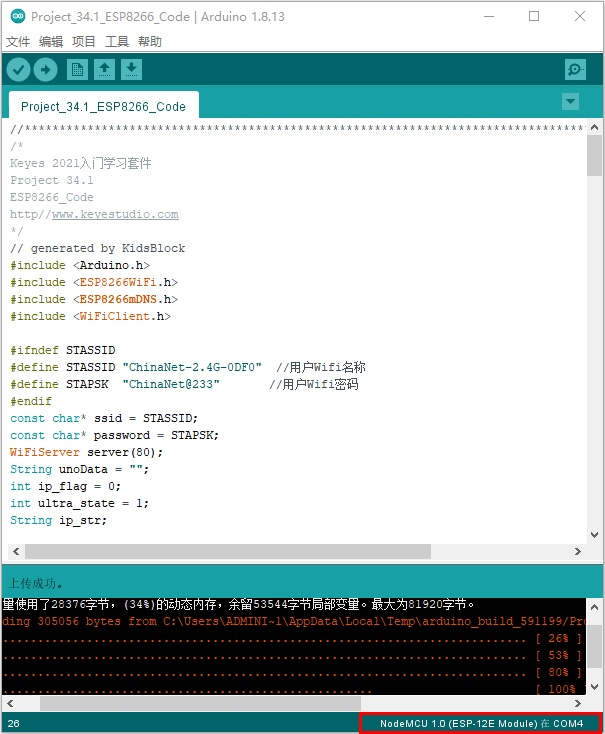 Project_34.1_ESP8266_Code | Arduino 1.8.13
文件 编辑 项目 工具 帮助
Project_34.1_ESP8266_Code
//********************************************************************************
/*
Keyes 2021入门学习套件
Project 34.1
ESP8266_Code
http//www.keyestudio.com
*/
// generated by KidsBlock
#include <Arduino.h>
#include <ESP8266WiFi.h>
#include <ESP8266mDNS.h>
#include <WiFiClient.h>
#ifndef STASSID
#define STASSID "ChinaNet-2.4G-0DF0"  //用户Wifi名称
#define STAPSK  "ChinaNet@233"       //用户Wifi密码
#endif
const char* ssid = STASSID;
const char* password = STAPSK;
WiFiServer server(80);
String unoData = "";
int ip_flag = 0;
int ultra_state = 1;
String ip_str;
上传成功。
量使用了28376字节，(34%)的动态内存，余留53544字节局部变量。最大为81920字节。
ding 305056 bytes from C:\Users\ADMINI~1\AppData\Local\Temp\arduino_build_591199/Pro
........................................................................... [ 26% ]
........................................................................... [ 53% ]
........................................................................... [ 80% ]
..................................................... [ 100% ]
26
NodeMCU 1.0 (ESP-12E Module) 在 COM4